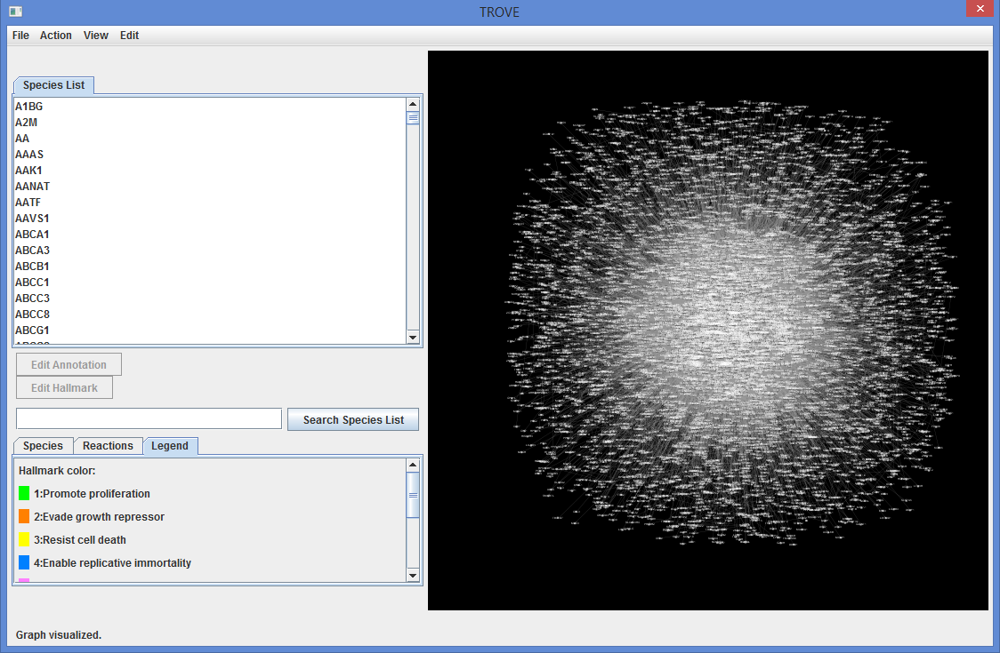 TROVE
File Action View Edit
Species List
A1BG
A2M
AA
AAAS
AAK1
AANAT
AATF
AAVS1
ABCA1
ABCA3
ABCB1
ABCC1
ABCC3
ABCC8
ABCG1
Edit Annotation
Edit Hallmark
Search Species List
Species Reactions Legend
Hallmark color:
1:Promote proliferation
2:Evade growth repressor
3:Resist cell death
4:Enable replicative immortality
Graph visualized.